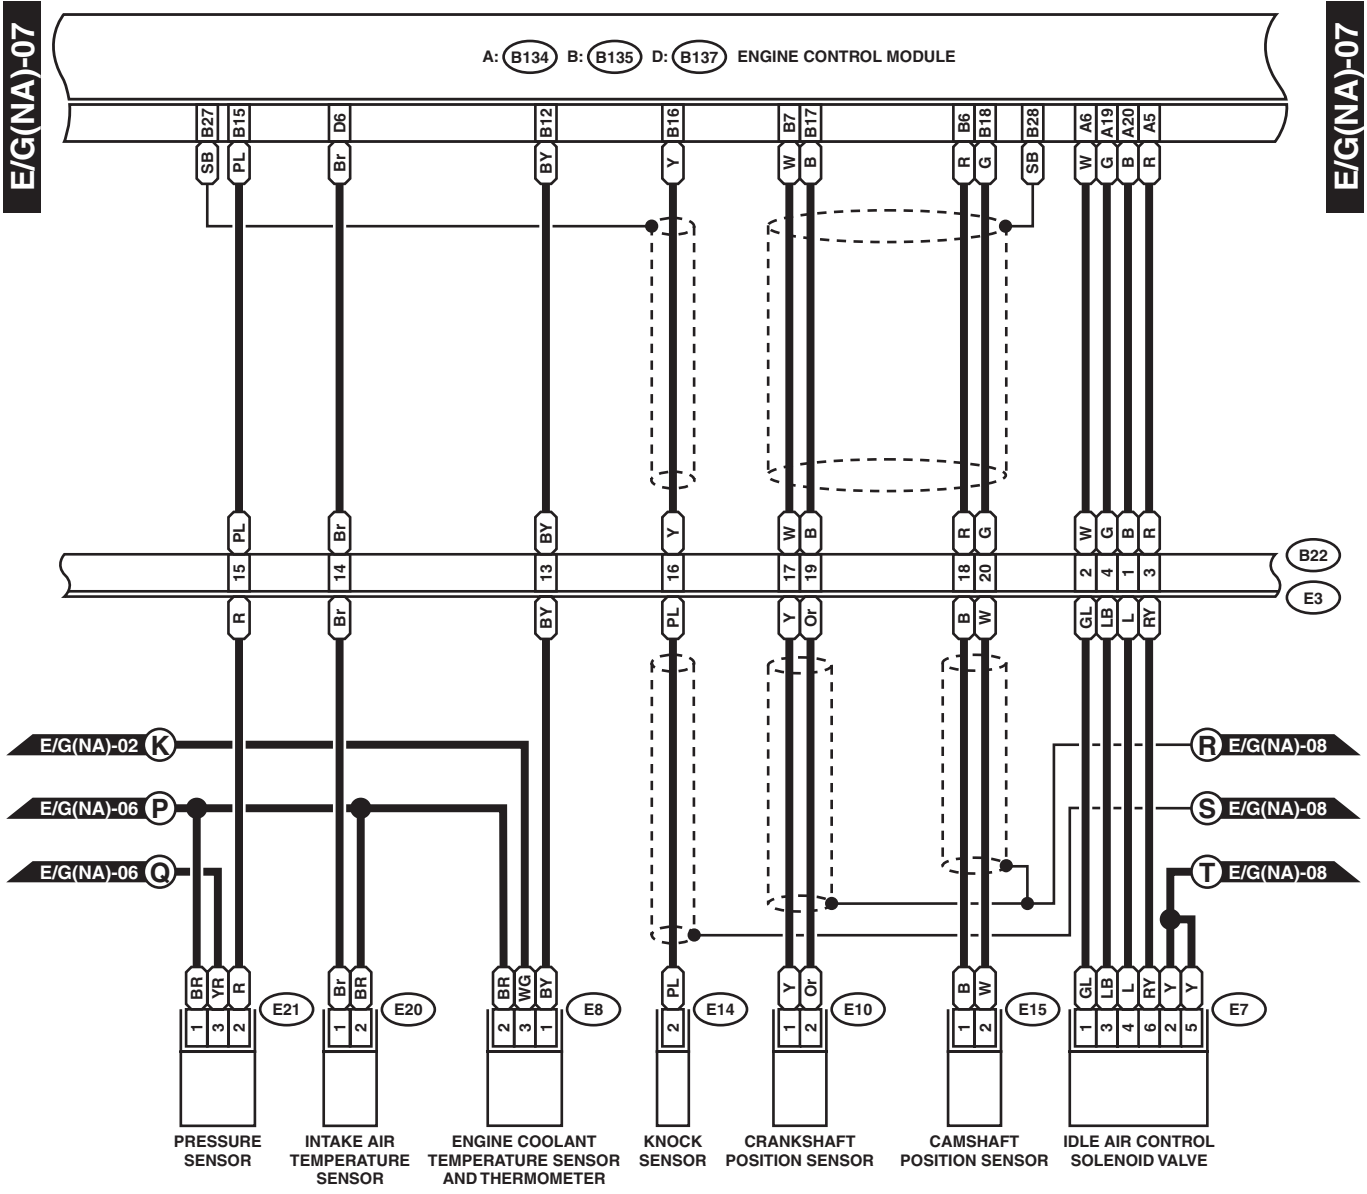 E/G(NA)-07
E/G(NA)-07
A: B134 B: B135 D: B137 ENGINE CONTROL MODULE
B27 B15 D6 B12 B16 B7 B17 B6 B18 B28 A6 A19 A20 A5
SB PL Br BY Y W B R G SB W G B R
PL Br BY Y W B R G W G B R
15 14 13 16 17 19 18 20 2 4 1 3
B22
E3
R Br BY PL Y Or B W GL LB L RY
E/G(NA)-02 K
R E/G(NA)-08
E/G(NA)-06 P
S E/G(NA)-08
E/G(NA)-06 Q
T E/G(NA)-08
BR YR R Br BR BR WG BY PL Y Or B W GL LB L RY Y Y
E21 E20 E8 E14 E10 E15 E7
1 3 2 1 2 2 3 1 2 1 2 1 2 1 3 4 6 2 5
PRESSURE
SENSOR
INTAKE AIR
TEMPERATURE
SENSOR
ENGINE COOLANT
TEMPERATURE SENSOR
AND THERMOMETER
KNOCK
SENSOR
CRANKSHAFT
POSITION SENSOR
CAMSHAFT
POSITION SENSOR
IDLE AIR CONTROL
SOLENOID VALVE